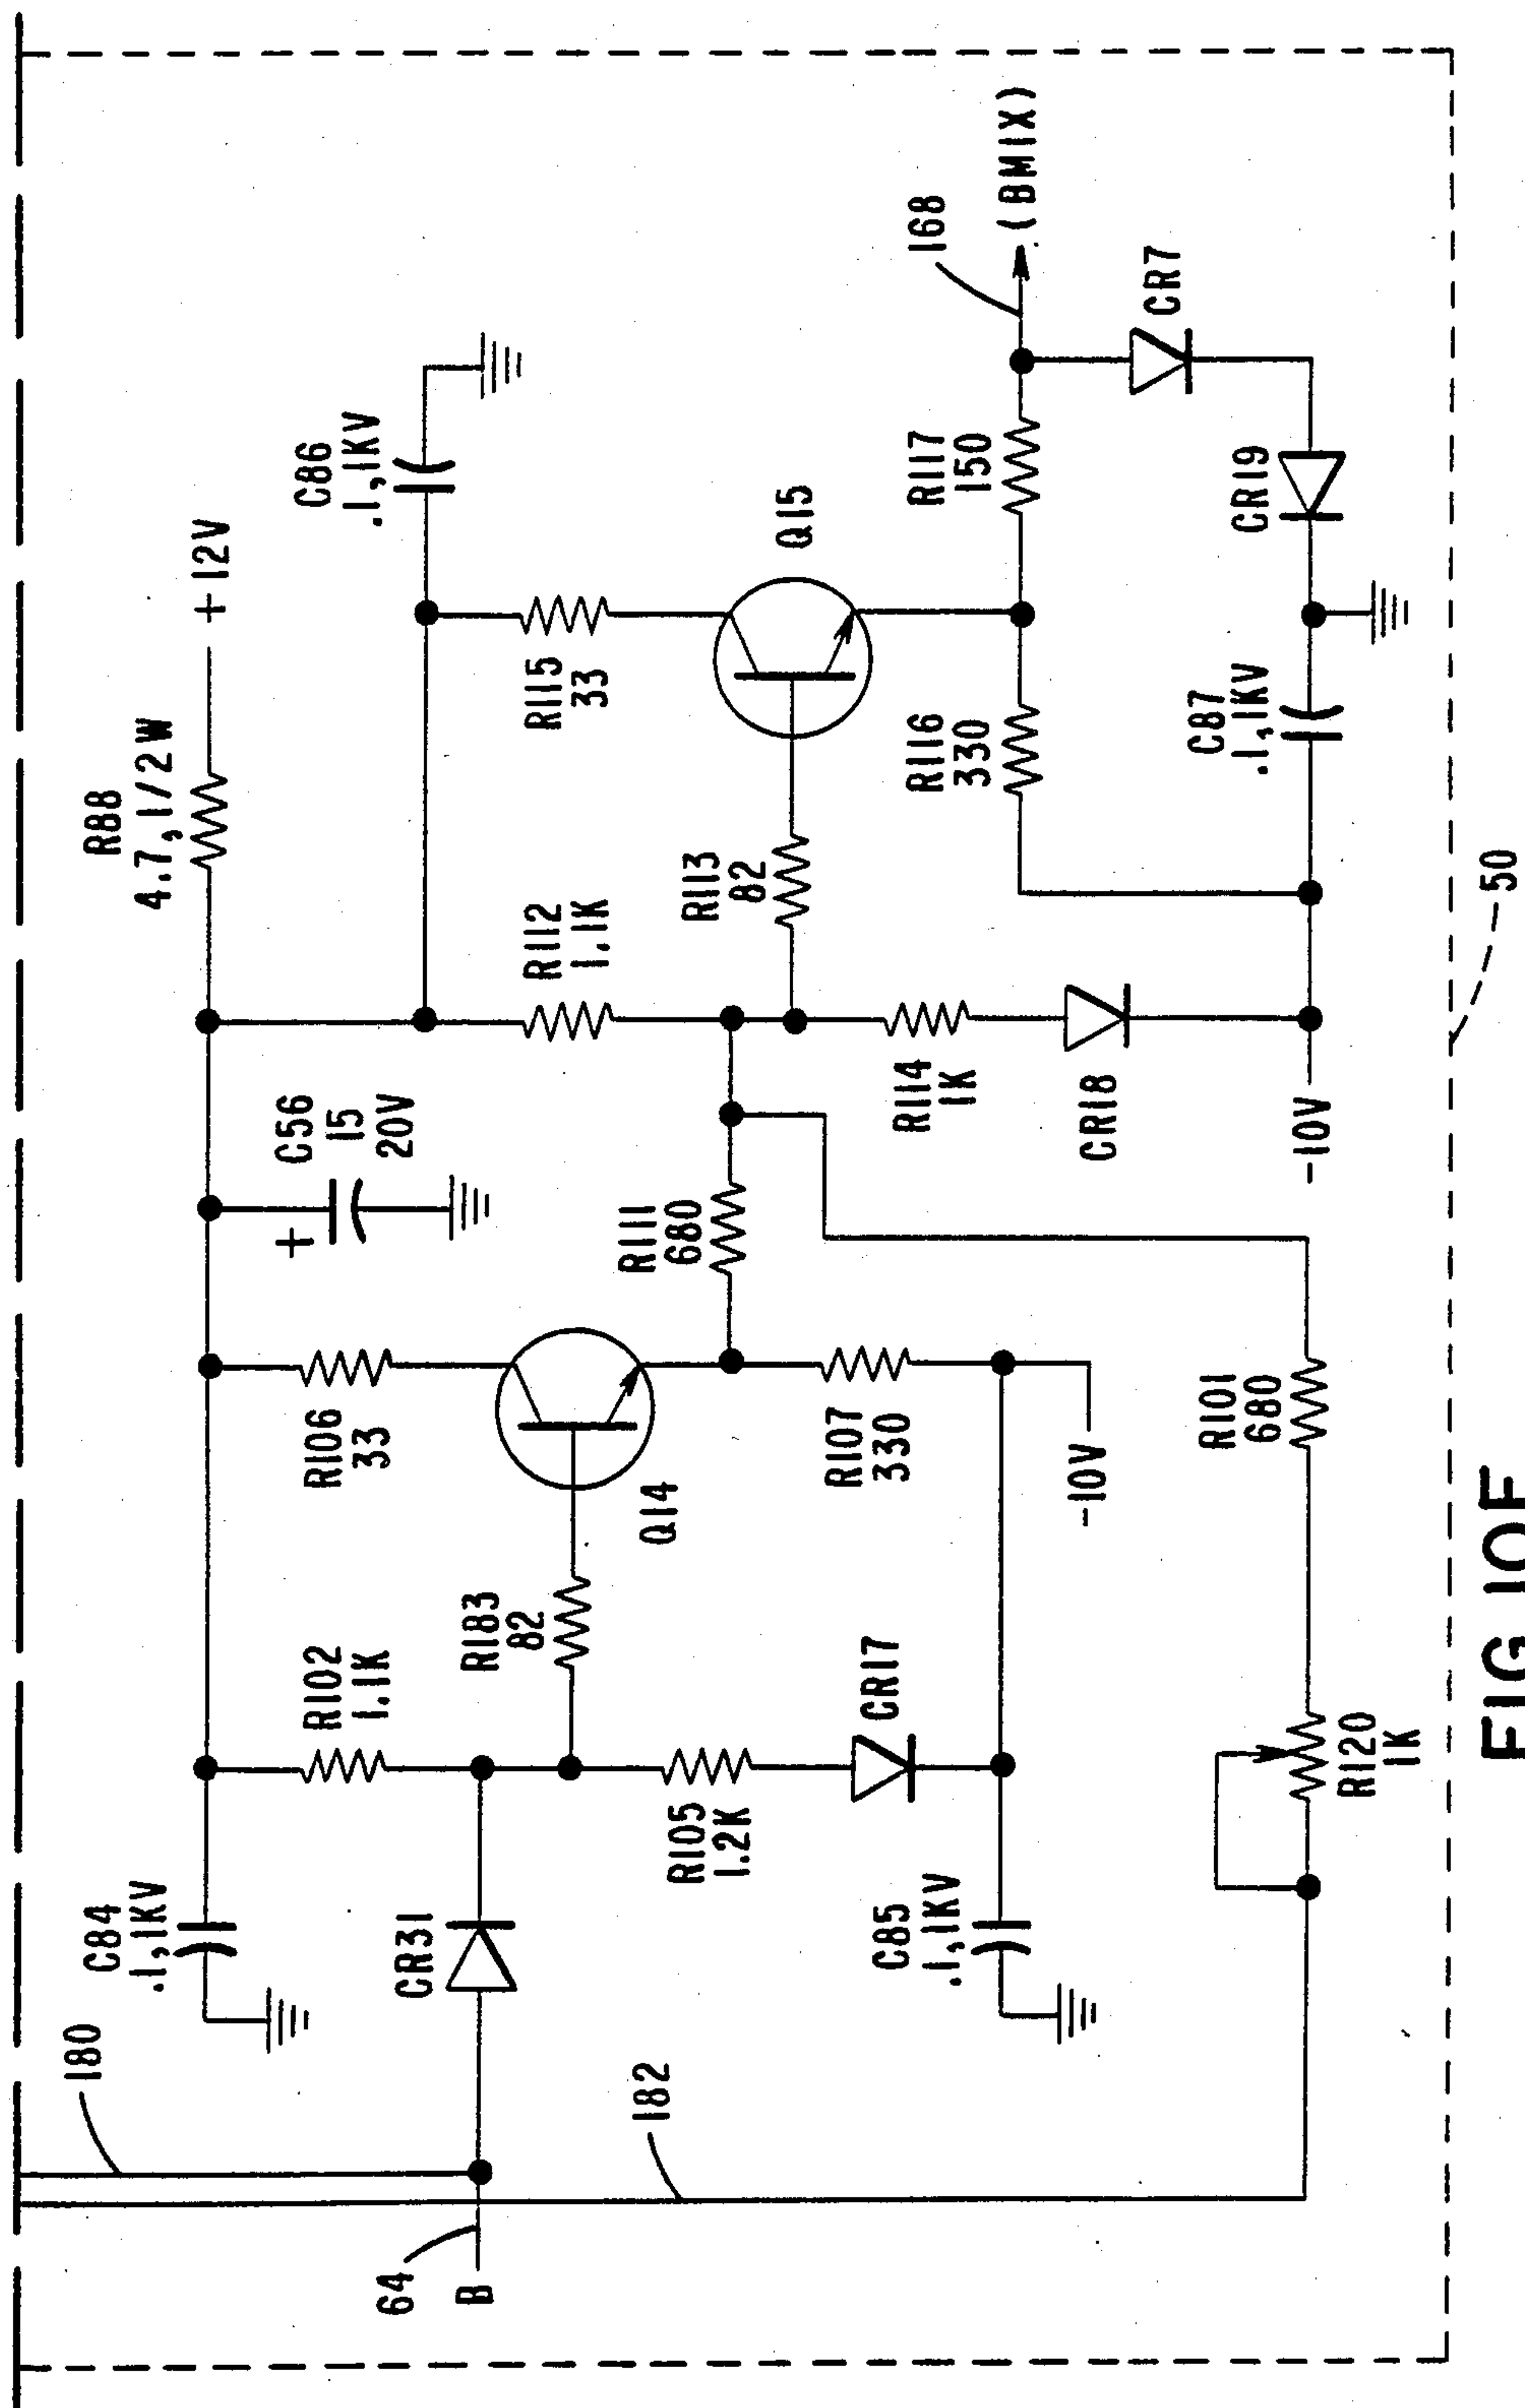 R88
4.7,1/2W
+12V
C86
.1,1KV
C84
.1,1KV
R102
1.1K
R106
33
C56
15
20V
+
R112
1.1K
R115
33
Q15
180
CR31
R183
82
Q14
R111
680
R113
82
168
(BMIX)
64
B
182
R105
1.2K
CR17
R107
330
R114
1K
R116
330
R117
150
CR7
C85
.1,1KV
-10V
CR18
C87
.1,1KV
CR19
R120
1K
R101
680
-10V
50